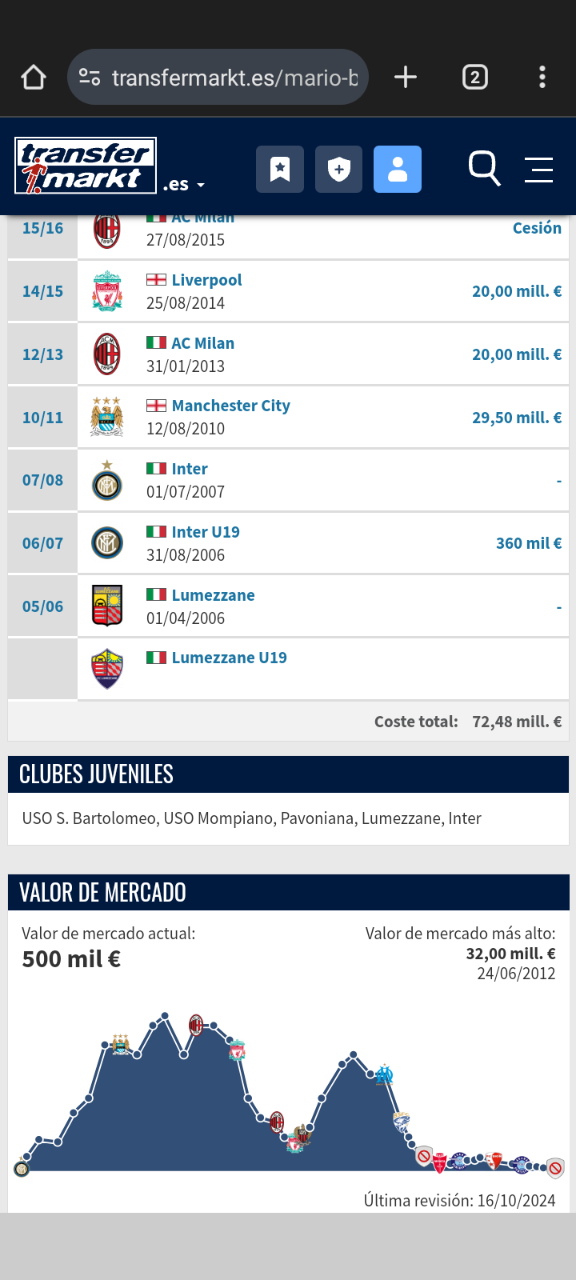 transfermarkt.es/mario-b
2
transfer
markt
.es
15/16
AC Milan
27/08/2015
Cesión
14/15
Liverpool
25/08/2014
20,00 mill. €
12/13
AC Milan
31/01/2013
20,00 mill. €
10/11
Manchester City
12/08/2010
29,50 mill. €
07/08
Inter
01/07/2007
-
06/07
Inter U19
31/08/2006
360 mil €
05/06
Lumezzane
01/04/2006
-
Lumezzane U19
Coste total: 72,48 mill. €
CLUBES JUVENILES
USO S. Bartolomeo, USO Mompiano, Pavoniana, Lumezzane, Inter
VALOR DE MERCADO
Valor de mercado actual:
500 mil €
Valor de mercado más alto:
32,00 mill. €
24/06/2012
Última revisión: 16/10/2024